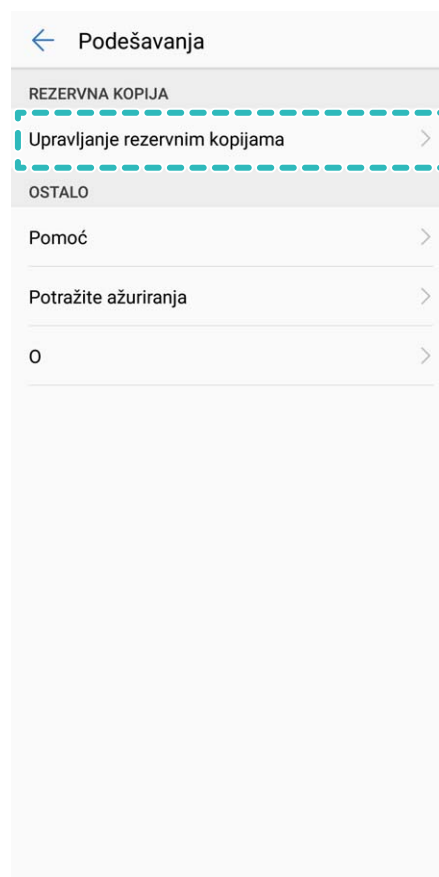 Podešavanja
REZERVNA KOPIJA
Upravljanje rezervnim kopijama
OSTALO
Pomoć
Potražite ažuriranja
O